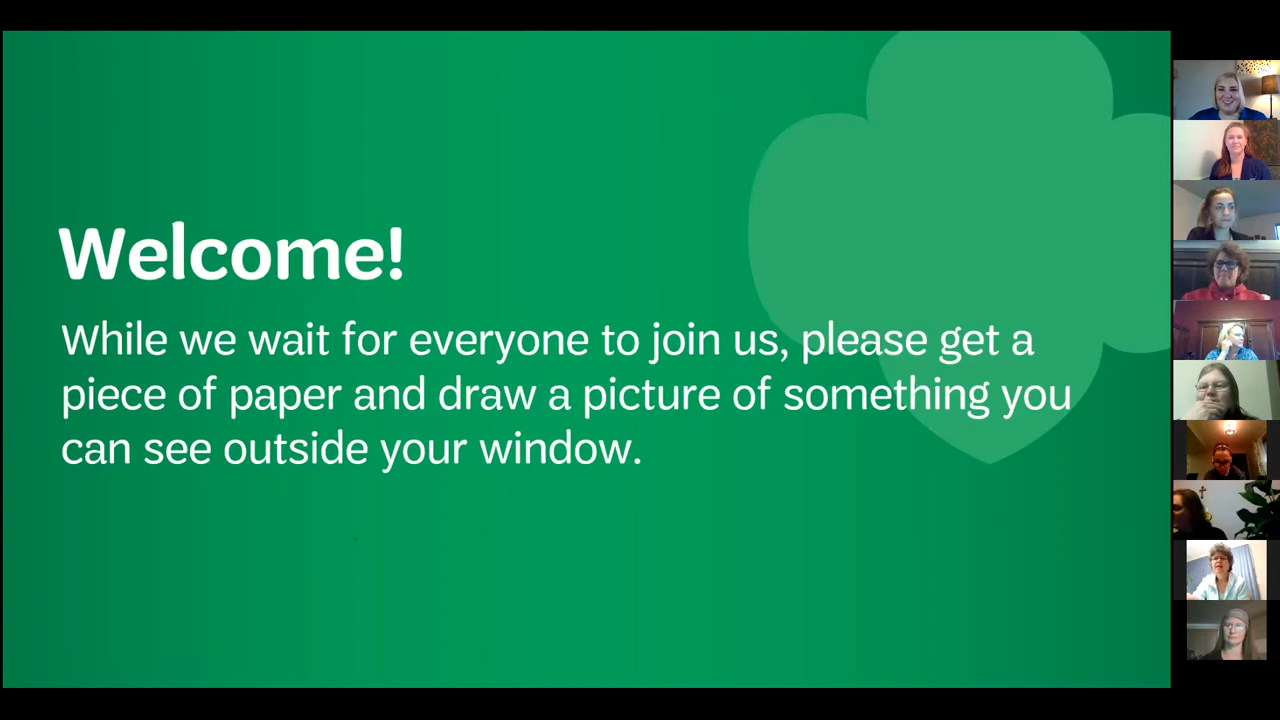 Welcome!
While we wait for everyone to join us, please get a
piece of paper and draw a picture of something you
can see outside your window.